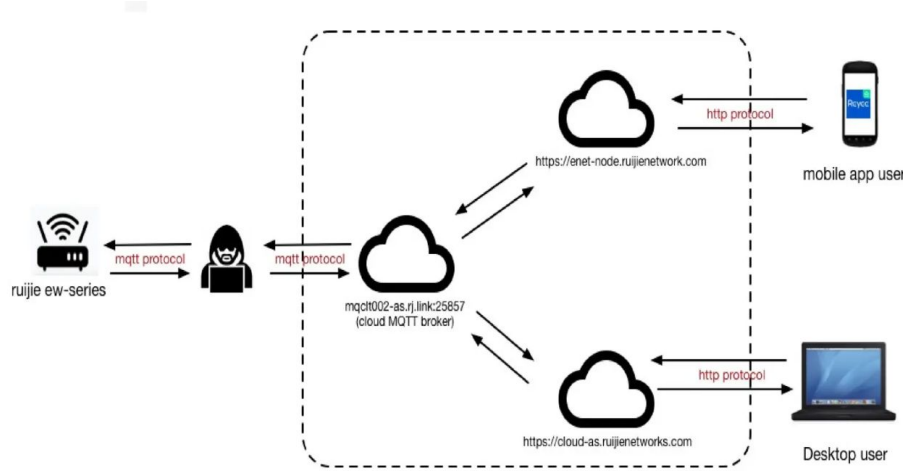 http protocol
Reyee
https://enet-node.ruijienetwork.com
mobile app user
mqtt protocol
mqtt protocol
ruijie ew-series
mqclt002-as.rj.link:25857
(cloud MQTT broker)
http protocol
https://cloud-as.ruijienetworks.com
Desktop user